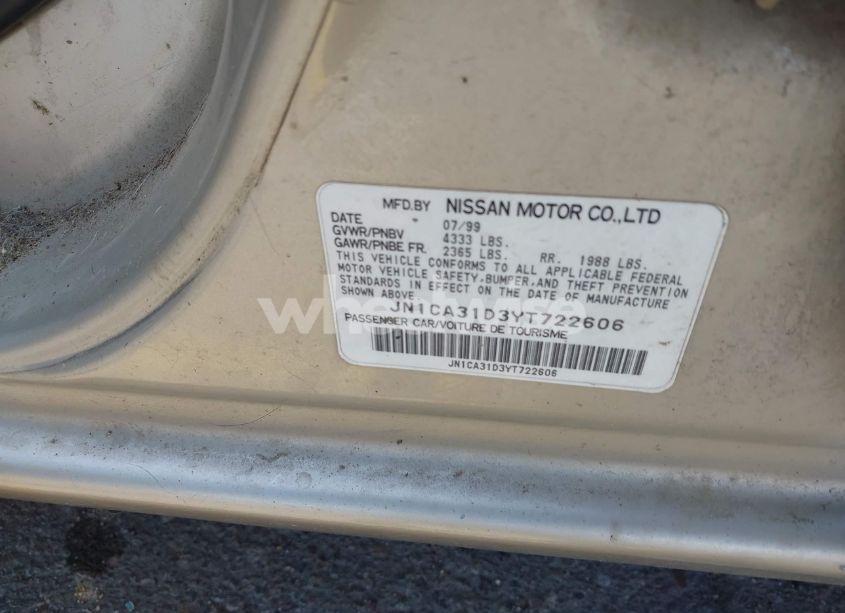 MFD.BY NISSAN MOTOR CO.,LTD
DATE 07/99
GVWR/PNBV 4333 LBS.
GAWR/PNBE FR. 2365 LBS. RR. 1988 LBS.
THIS VEHICLE CONFORMS TO ALL APPLICABLE FEDERAL
MOTOR VEHICLE SAFETY,BUMPER,AND THEFT PREVENTION
STANDARDS IN EFFECT ON THE DATE OF MANUFACTURE
SHOWN ABOVE.
JN1CA31D3YT722606
PASSENGER CAR/VOITURE DE TOURISME
JN1CA31D3YT722606